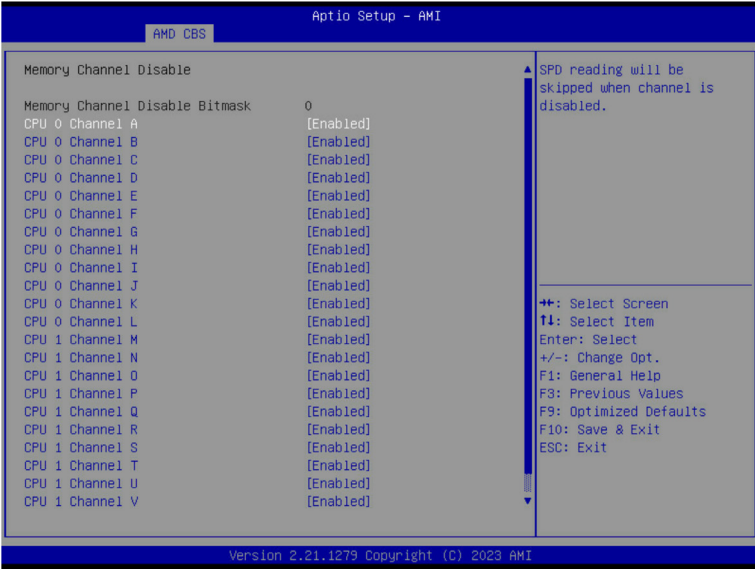 Aptio Setup – AMI
AMD CBS
Memory Channel Disable
Memory Channel Disable Bitmask 0
CPU 0 Channel A [Enabled]
CPU 0 Channel B [Enabled]
CPU 0 Channel C [Enabled]
CPU 0 Channel D [Enabled]
CPU 0 Channel E [Enabled]
CPU 0 Channel F [Enabled]
CPU 0 Channel G [Enabled]
CPU 0 Channel H [Enabled]
CPU 0 Channel I [Enabled]
CPU 0 Channel J [Enabled]
CPU 0 Channel K [Enabled]
CPU 0 Channel L [Enabled]
CPU 1 Channel M [Enabled]
CPU 1 Channel N [Enabled]
CPU 1 Channel O [Enabled]
CPU 1 Channel P [Enabled]
CPU 1 Channel Q [Enabled]
CPU 1 Channel R [Enabled]
CPU 1 Channel S [Enabled]
CPU 1 Channel T [Enabled]
CPU 1 Channel U [Enabled]
CPU 1 Channel V [Enabled]
SPD reading will be
skipped when channel is
disabled.
→←: Select Screen
↑↓: Select Item
Enter: Select
+/-: Change Opt.
F1: General Help
F3: Previous Values
F9: Optimized Defaults
F10: Save & Exit
ESC: Exit
Version 2.21.1279 Copyright (C) 2023 AMI